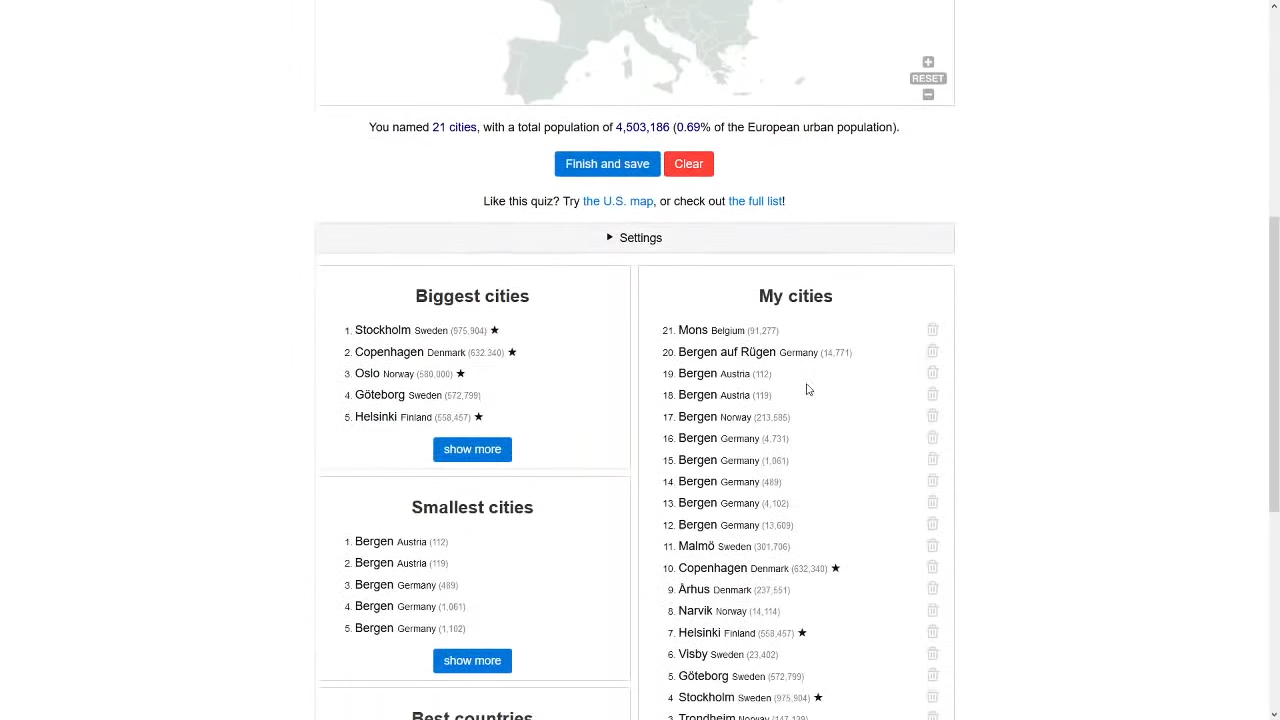 RESET
You named 21 cities, with a total population of 4,503,186 (0.69% of the European urban population).
Finish and save Clear
Like this quiz? Try the U.S. map, or check out the full list!
Settings
Biggest cities
1. Stockholm Sweden (975,904) ★
2. Copenhagen Denmark (632,340) ★
3. Oslo Norway (580,000) ★
4. Göteborg Sweden (572,799)
5. Helsinki Finland (558,457) ★
show more
Smallest cities
1. Bergen Austria (112)
2. Bergen Austria (119)
3. Bergen Germany (489)
4. Bergen Germany (1,061)
5. Bergen Germany (1,102)
show more
Best countries
My cities
21. Mons Belgium (91,277)
20. Bergen auf Rügen Germany (14,771)
19. Bergen Austria (112)
18. Bergen Austria (119)
17. Bergen Norway (213,585)
16. Bergen Germany (4,731)
15. Bergen Germany (1,061)
14. Bergen Germany (489)
13. Bergen Germany (4,102)
12. Bergen Germany (13,609)
11. Malmö Sweden (301,706)
10. Copenhagen Denmark (632,340) ★
9. Århus Denmark (237,551)
8. Narvik Norway (14,114)
7. Helsinki Finland (558,457) ★
6. Visby Sweden (23,402)
5. Göteborg Sweden (572,799)
4. Stockholm Sweden (975,904) ★
3. Trondheim Norway (147,139)